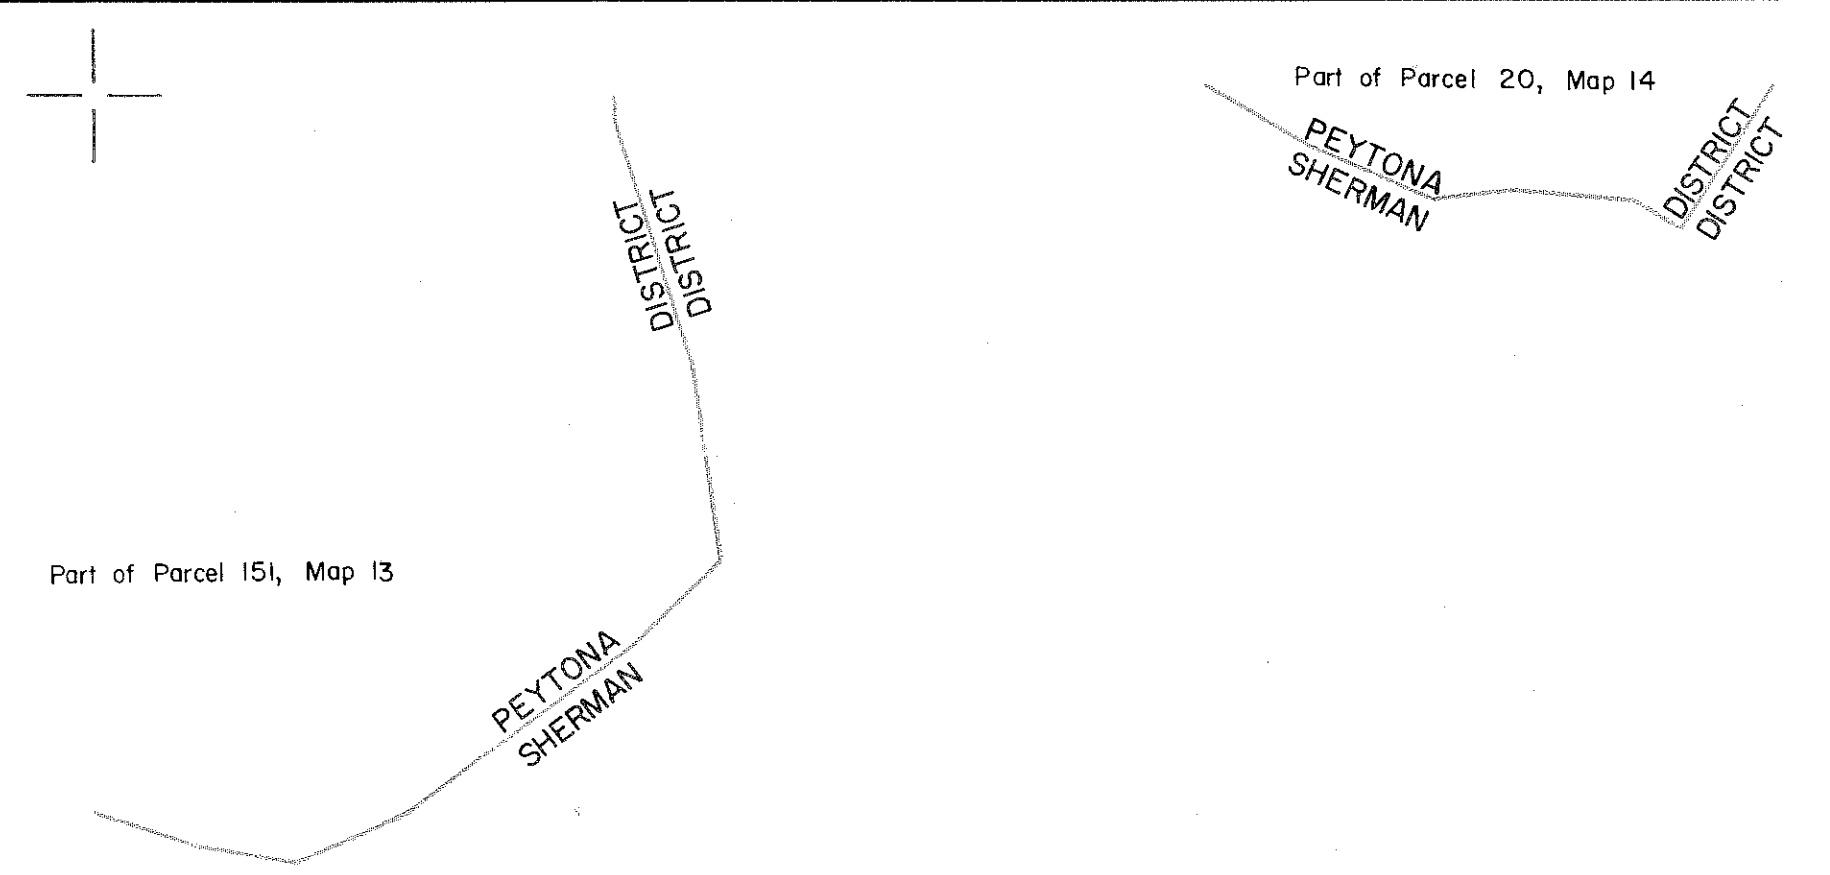 Part of Parcel 20, Map 14
PEYTONA DISTRICT
SHERMAN DISTRICT
DISTRICT
DISTRICT
Part of Parcel 151, Map 13
PEYTONA
SHERMAN